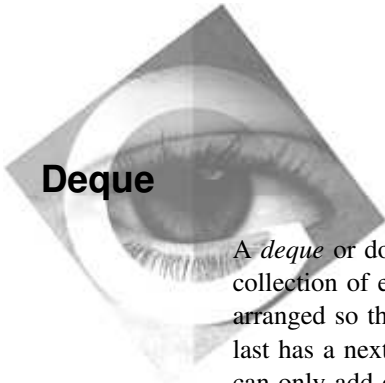 Deque
A deque or do
collection of e
arranged so th
last has a next
can only add